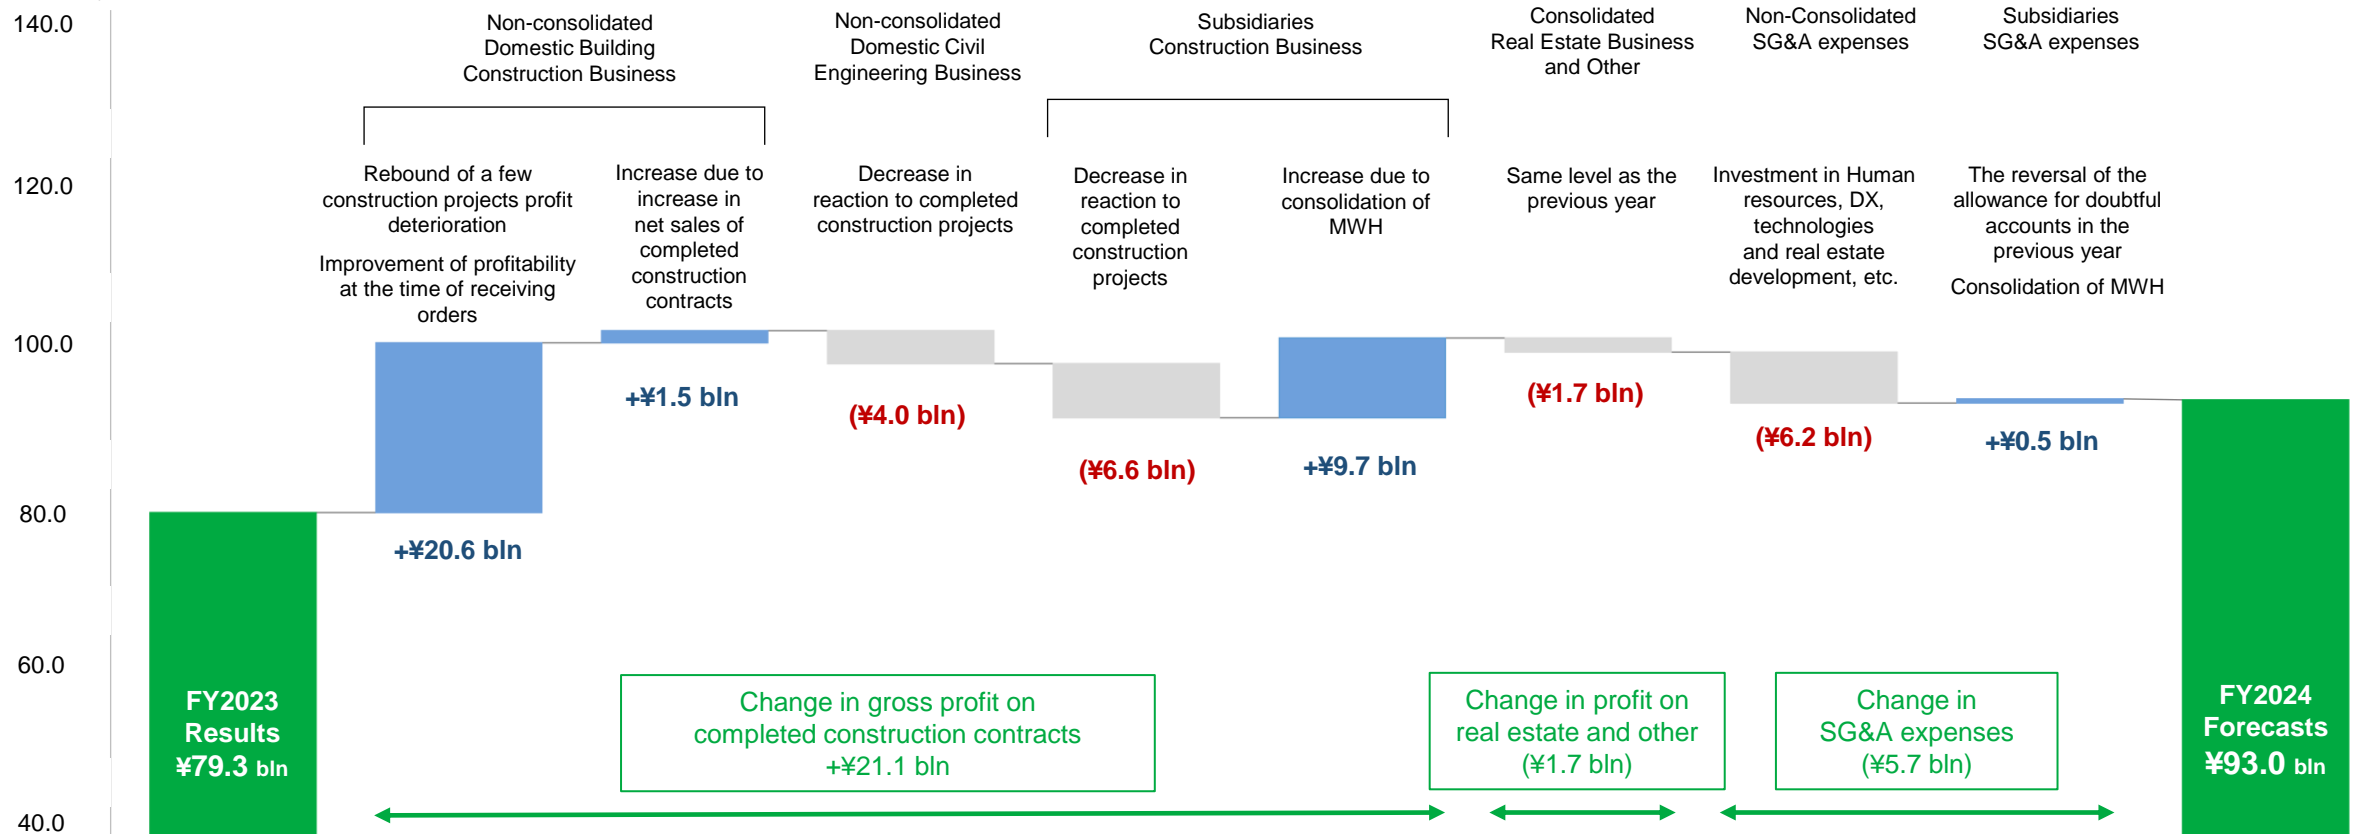 140.0
120.0
100.0
80.0
60.0
40.0
Non-consolidated
Domestic Building
Construction Business
Non-consolidated
Domestic Civil
Engineering Business
Subsidiaries
Construction Business
Consolidated
Real Estate Business
and Other
Non-Consolidated
SG&A expenses
Subsidiaries
SG&A expenses
Rebound of a few
construction projects profit
deterioration
Improvement of profitability
at the time of receiving
orders
Increase due to
increase in
net sales of
completed
construction
contracts
Decrease in
reaction to completed
construction projects
Decrease in
reaction to
completed
construction
projects
Increase due to
consolidation of
MWH
Same level as the
previous year
Investment in Human
resources, DX,
technologies
and real estate
development, etc.
The reversal of the
allowance for doubtful
accounts in the
previous year
Consolidation of MWH
+¥20.6 bln
+¥1.5 bln
(¥4.0 bln)
(¥6.6 bln)
+¥9.7 bln
(¥1.7 bln)
(¥6.2 bln)
+¥0.5 bln
FY2023
Results
¥79.3 bln
Change in gross profit on
completed construction contracts
+¥21.1 bln
Change in profit on
real estate and other
(¥1.7 bln)
Change in
SG&A expenses
(¥5.7 bln)
FY2024
Forecasts
¥93.0 bln